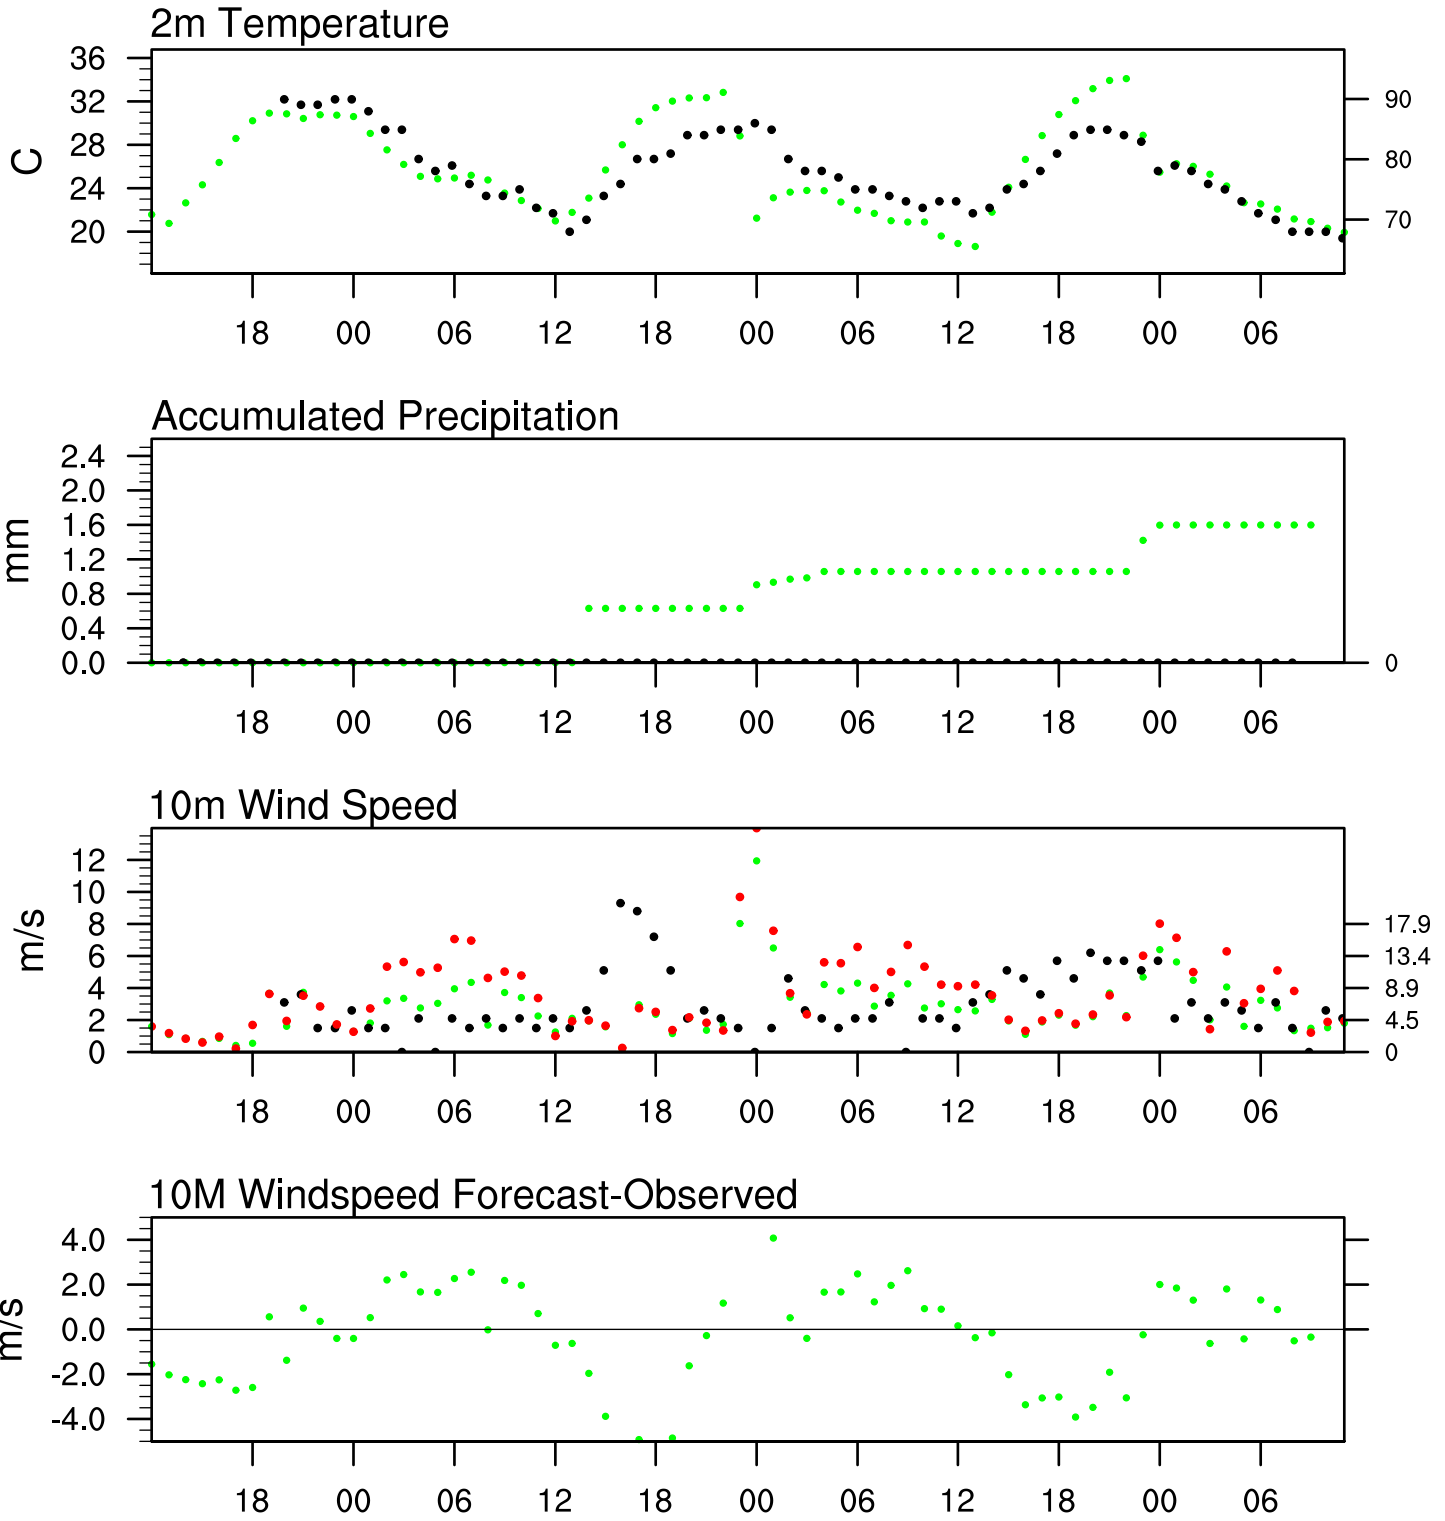 2m Temperature
36
32
28
24
20
C
90
80
70
18 00 06 12 18 00 06 12 18 00 06
Accumulated Precipitation
2.4
2.0
1.6
1.2
0.8
0.4
0.0
mm
0
18 00 06 12 18 00 06 12 18 00 06
10m Wind Speed
12
10
8
6
4
2
0
m/s
17.9
13.4
8.9
4.5
0
18 00 06 12 18 00 06 12 18 00 06
10M Windspeed Forecast-Observed
4.0
2.0
0.0
-2.0
-4.0
m/s
18 00 06 12 18 00 06 12 18 00 06